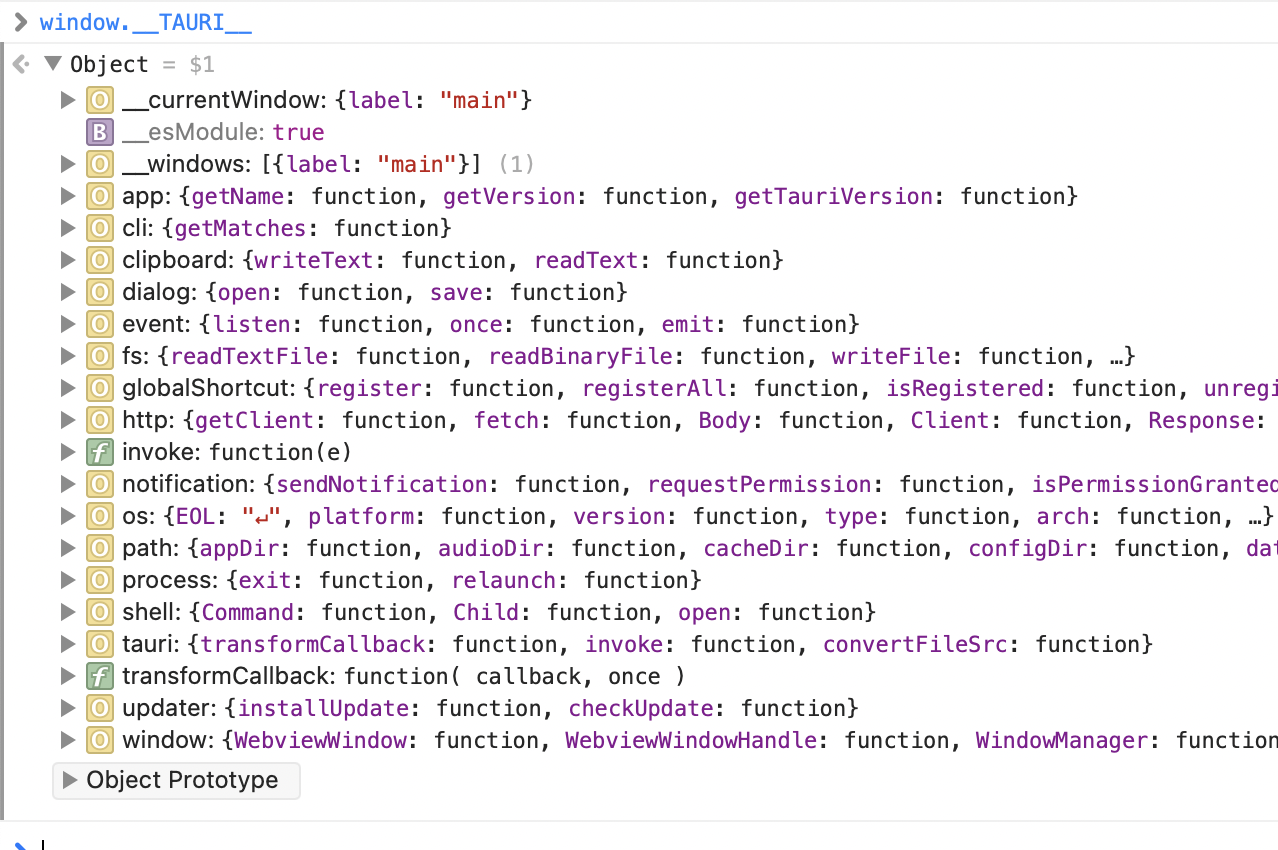 window.__TAURI__
Object = $1
O __currentWindow: {label: "main"}
B __esModule: true
O __windows: [{label: "main"}] (1)
O app: {getName: function, getVersion: function, getTauriVersion: function}
O cli: {getMatches: function}
O clipboard: {writeText: function, readText: function}
O dialog: {open: function, save: function}
O event: {listen: function, once: function, emit: function}
O fs: {readTextFile: function, readBinaryFile: function, writeFile: function, …}
O globalShortcut: {register: function, registerAll: function, isRegistered: function, unregi
O http: {getClient: function, fetch: function, Body: function, Client: function, Response:
f invoke: function(e)
O notification: {sendNotification: function, requestPermission: function, isPermissionGranted
O os: {EOL: "↵", platform: function, version: function, type: function, arch: function, …}
O path: {appDir: function, audioDir: function, cacheDir: function, configDir: function, dat
O process: {exit: function, relaunch: function}
O shell: {Command: function, Child: function, open: function}
O tauri: {transformCallback: function, invoke: function, convertFileSrc: function}
f transformCallback: function( callback, once )
O updater: {installUpdate: function, checkUpdate: function}
O window: {WebviewWindow: function, WebviewWindowHandle: function, WindowManager: function
Object Prototype